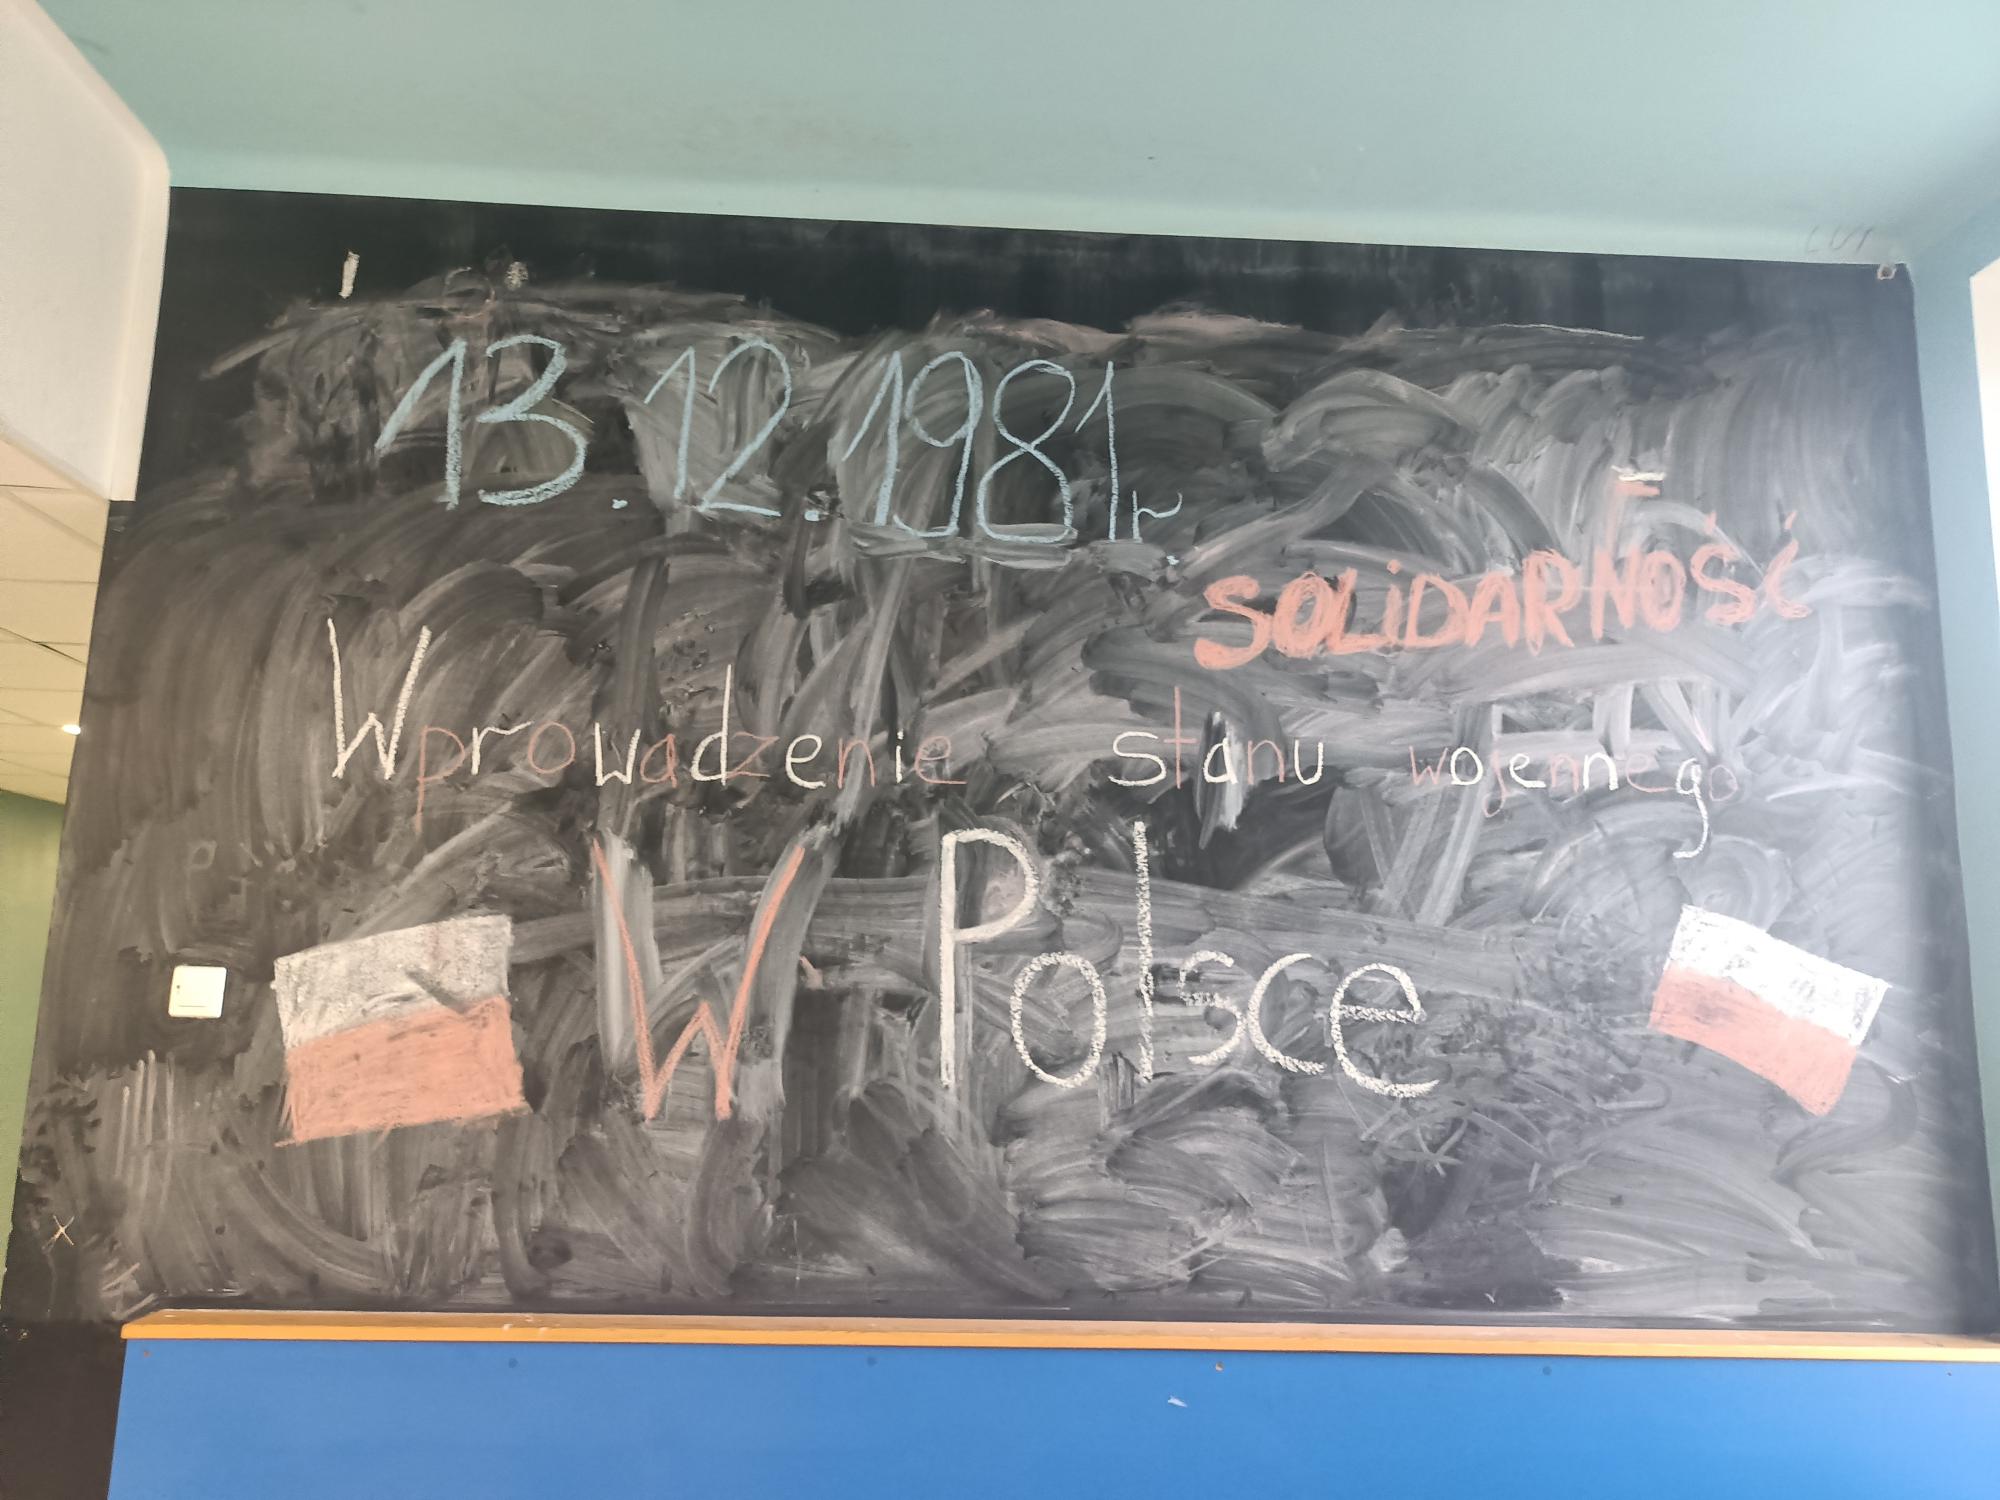 13.12.1981r.
SOLiDARNOŚĆ
Wprowadzenie stanu wojennego
W Polsce